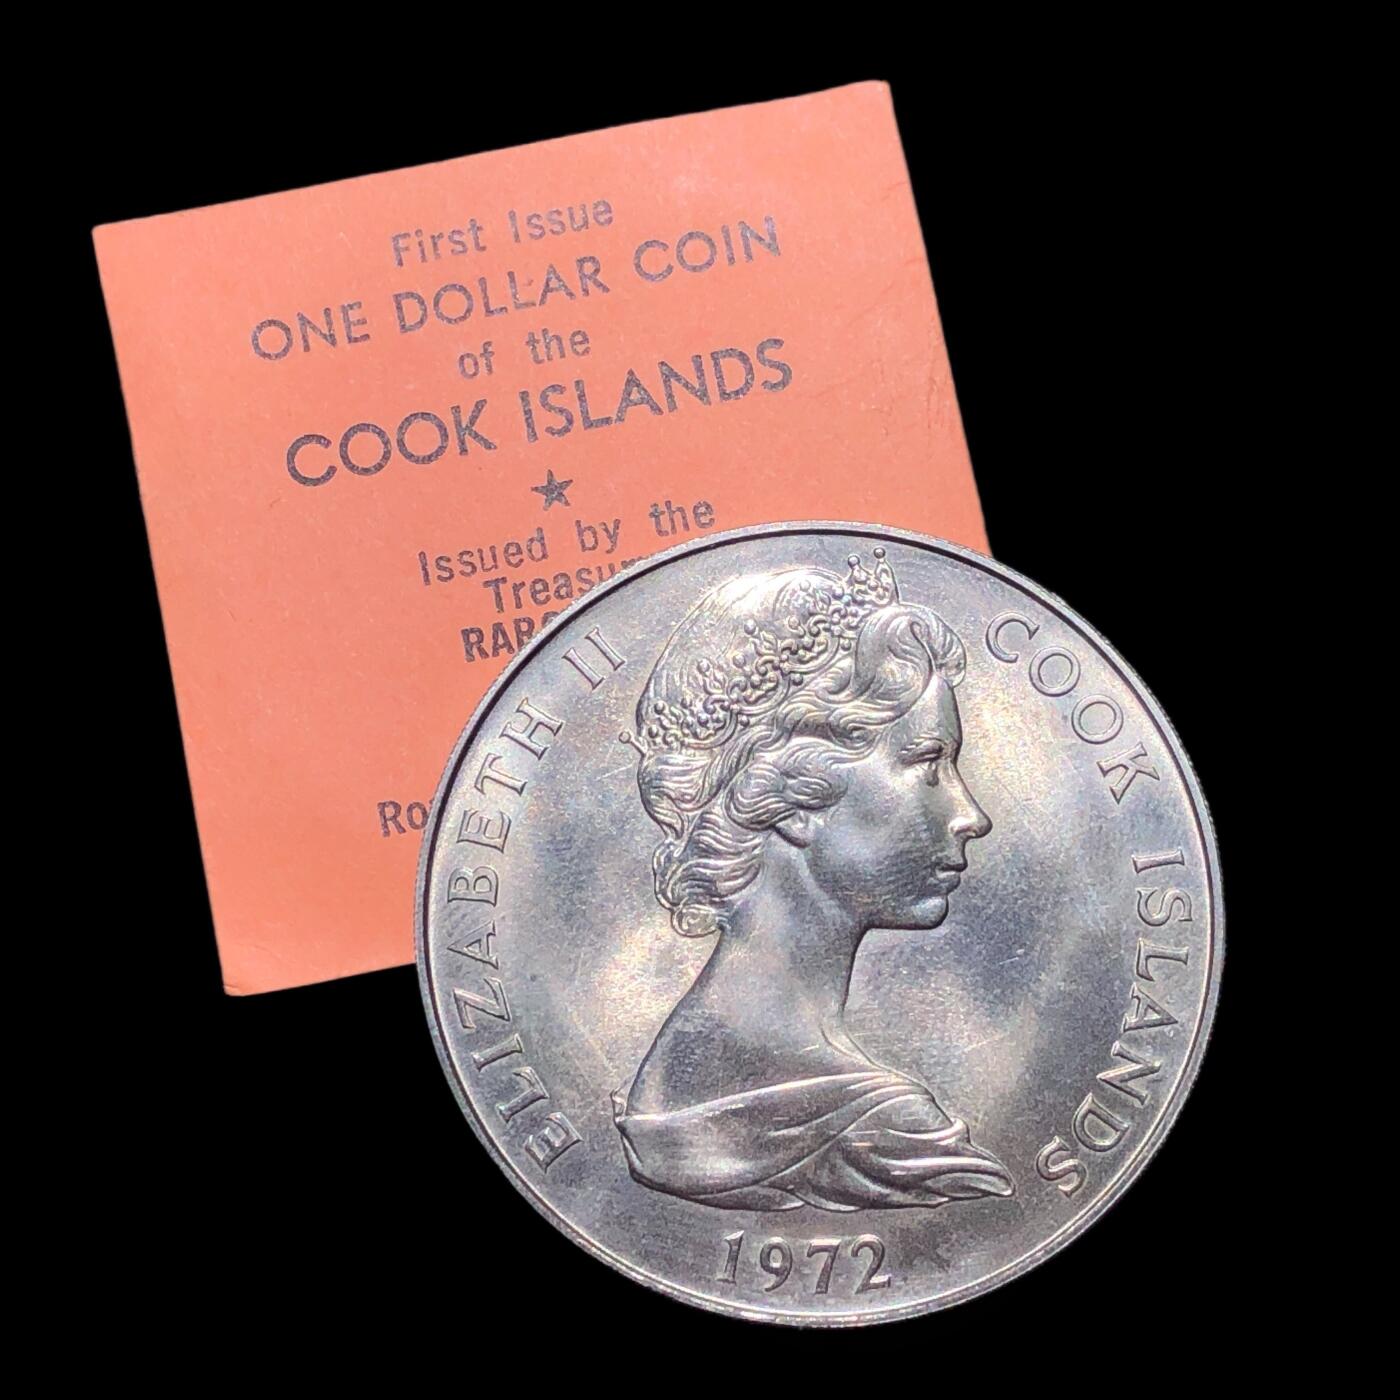 First Issue
ONE DOLLAR COIN
of the
COOK ISLANDS
Issued by the
ELIZABETH II
COOK ISLANDS
1972